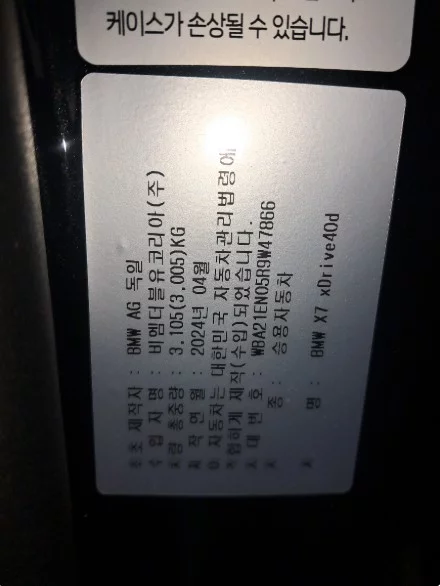 케이스가 손상될 수 있습니다.
최초 제작자 : BMW AG 독일
수 입 자 명 : 비엠더블유코리아(주)
차량 총중량 : 3,105(3,005)KG
제 작 연 월 : 2024년 04월
이 자동차는 대한민국 자동차관리법령에
적합하게 제작(수입)되었습니다.
차 대 번 호 : WBA21EN05R9W47866
차 종 : 승용자동차
차 명 : BMW X7 xDrive40d